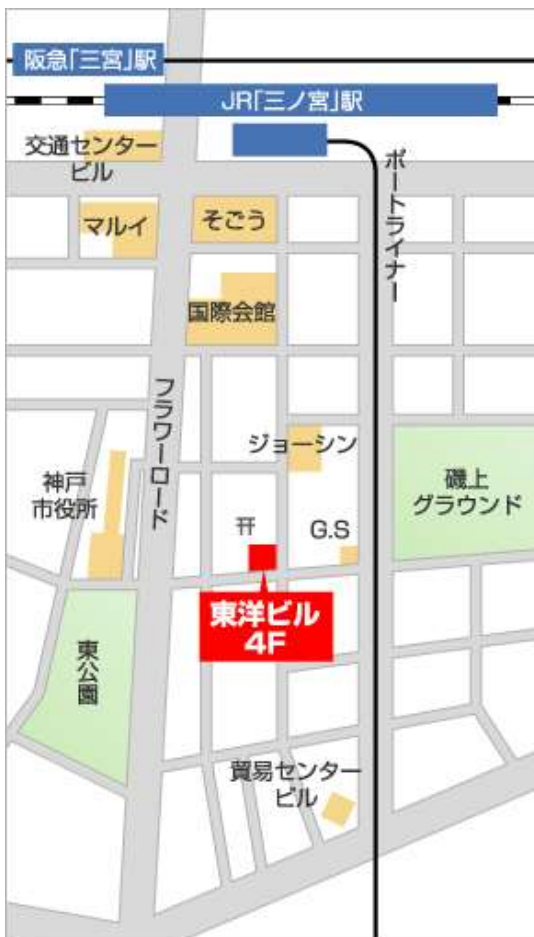 阪急「三宮」駅
JR「三ノ宮」駅
交通センター
ビル
ポートライナー
マルイ
そごう
国際会館
フラワーロード
ジョーシン
神戸
市役所
磯上
グラウンド
G.S
東洋ビル
4F
東公園
貿易センター
ビル